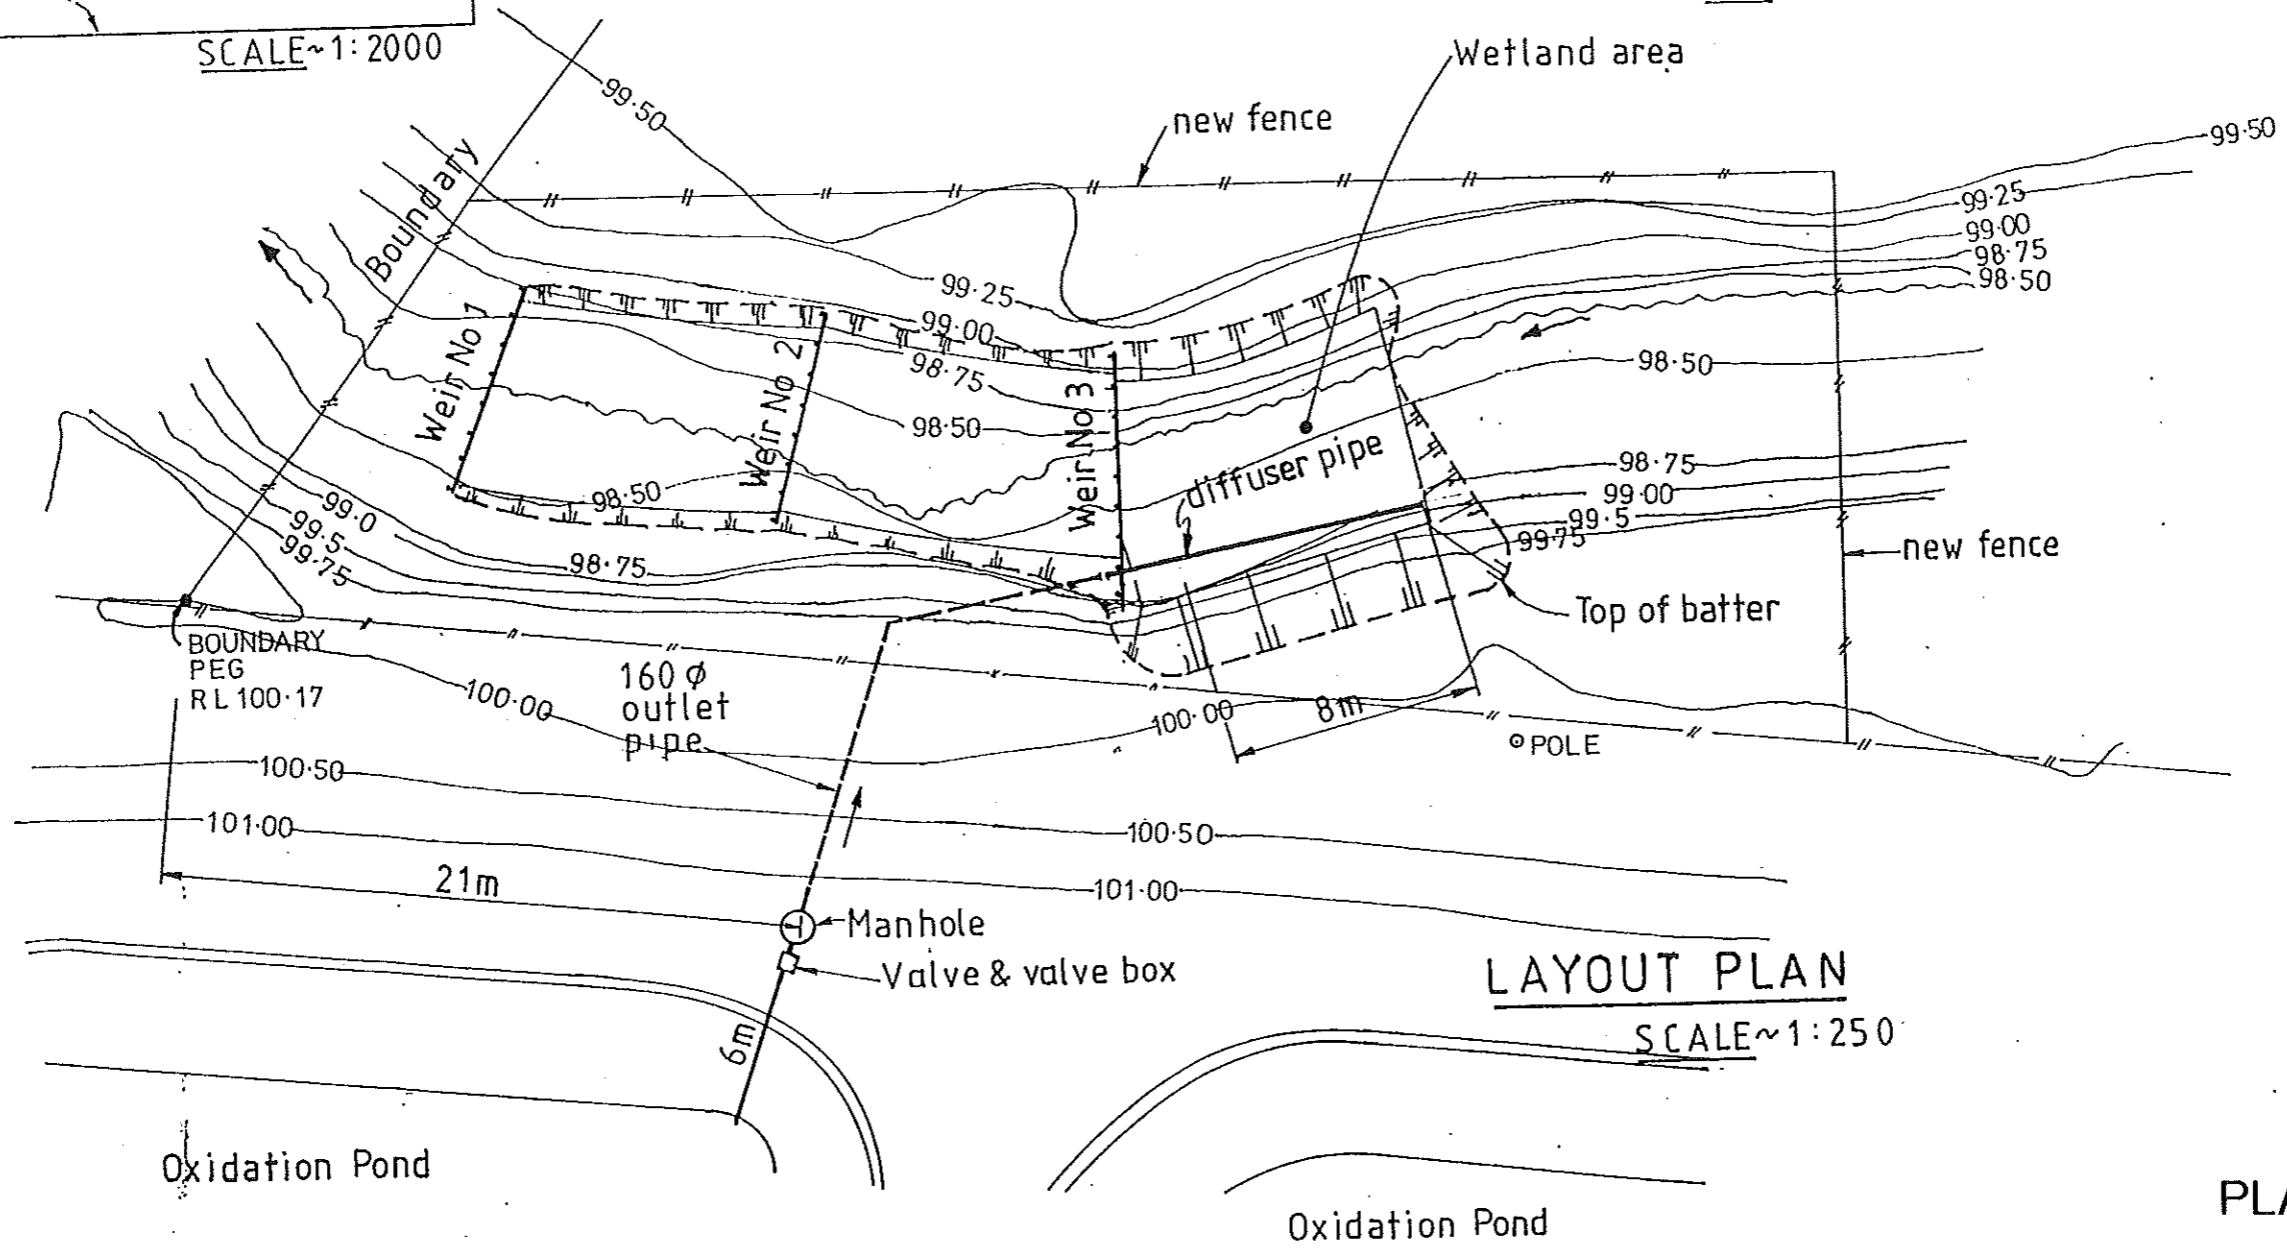 SCALE~1:2000
Wetland area
new fence
99·50
99·50
Boundary
99·25
99·00
98·75
98·50
99·25
99·00
98·75
98·50
98·50
98·50
Weir No 1
Weir No 2
Weir No 3
diffuser pipe
98·75
99·00
99·5
99·75
new fence
99·0
99·5
99·75
98·75
Top of batter
BOUNDARY
PEG
RL 100·17
160 φ
outlet
pipe
100·00
100·00
8m
POLE
100·50
101·00
100·50
101·00
21m
Manhole
Valve & valve box
6m
LAYOUT PLAN
SCALE~1:250
Oxidation Pond
Oxidation Pond